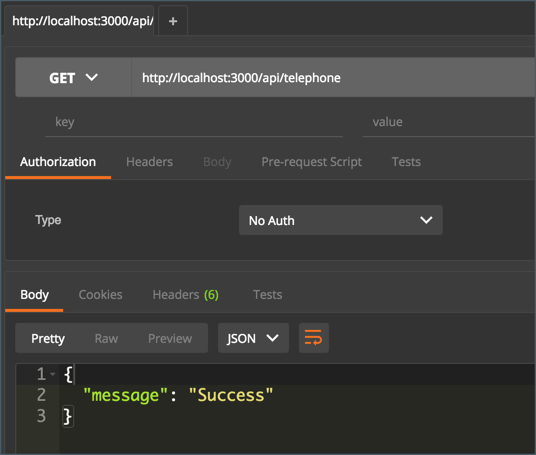 http://localhost:3000/api/ +
GET http://localhost:3000/api/telephone
key value
Authorization Headers Body Pre-request Script Tests
Type No Auth
Body Cookies Headers (6) Tests
Pretty Raw Preview JSON
1 {
2 "message": "Success"
3 }